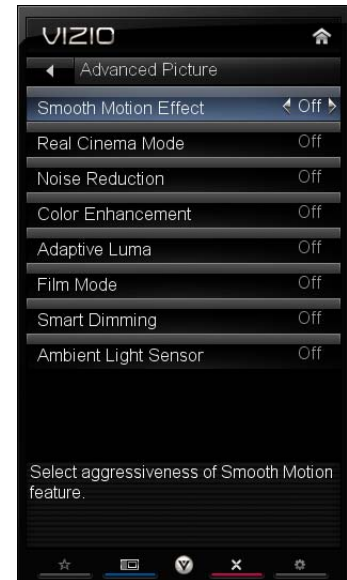 VIZIO
Advanced Picture
Smooth Motion Effect Off
Real Cinema Mode Off
Noise Reduction Off
Color Enhancement Off
Adaptive Luma Off
Film Mode Off
Smart Dimming Off
Ambient Light Sensor Off
Select aggressiveness of Smooth Motion
feature.